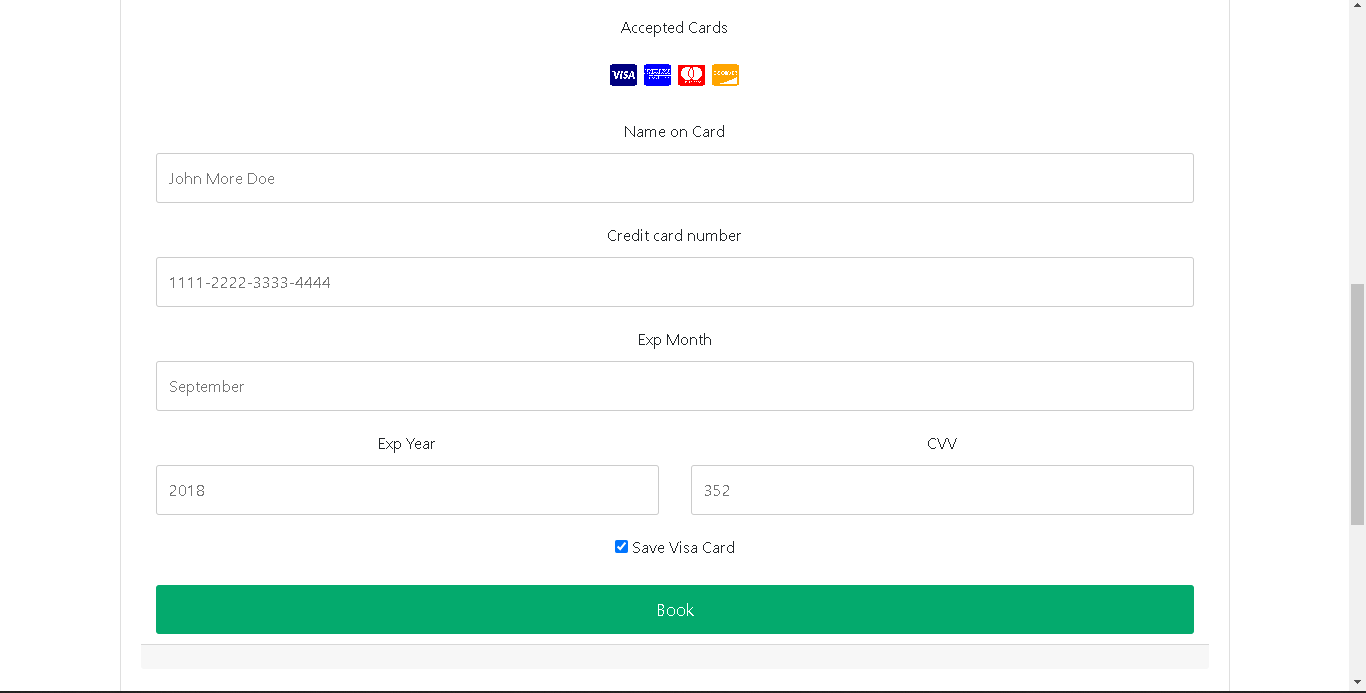 Accepted Cards
VISA
DISCOVER
Name on Card
John More Doe
Credit card number
1111-2222-3333-4444
Exp Month
September
Exp Year
CVV
2018
352
Save Visa Card
Book